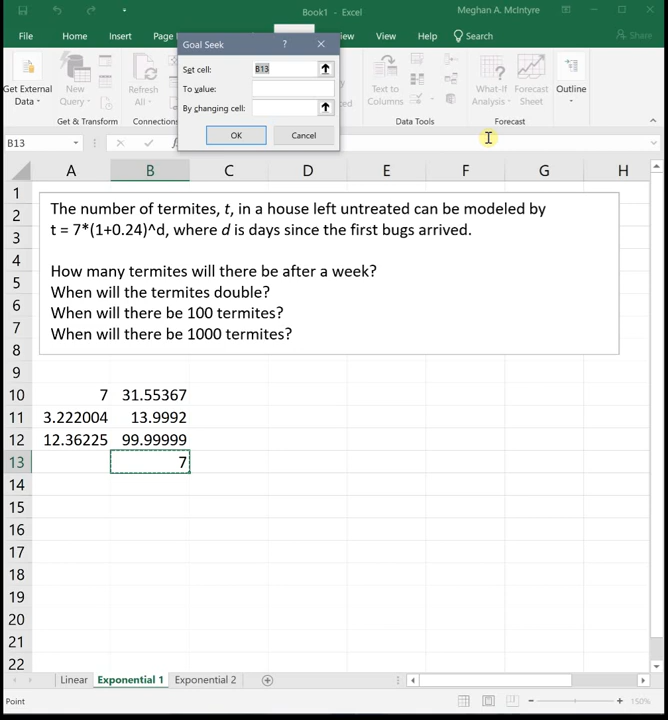 Book1 - Excel
Meghan A. McIntyre
File Home Insert Page View Help Search Share
Goal Seek ? ×
Set cell: B13
To value:
By changing cell:
OK Cancel
Get External Data
New Query
Refresh All
Text to Columns
What-If Analysis
Forecast Sheet
Outline
Get & Transform
Connections
Data Tools
Forecast
B13
A B C D E F G H
1
2
3
4
5
6
7
8
The number of termites, t, in a house left untreated can be modeled by
t = 7*(1+0.24)^d, where d is days since the first bugs arrived.
How many termites will there be after a week?
When will the termites double?
When will there be 100 termites?
When will there be 1000 termites?
9
10 7 31.55367
11 3.222004 13.9992
12 12.36225 99.99999
13 7
14
15
16
17
18
19
20
21
22
Linear Exponential 1 Exponential 2
Point
150%